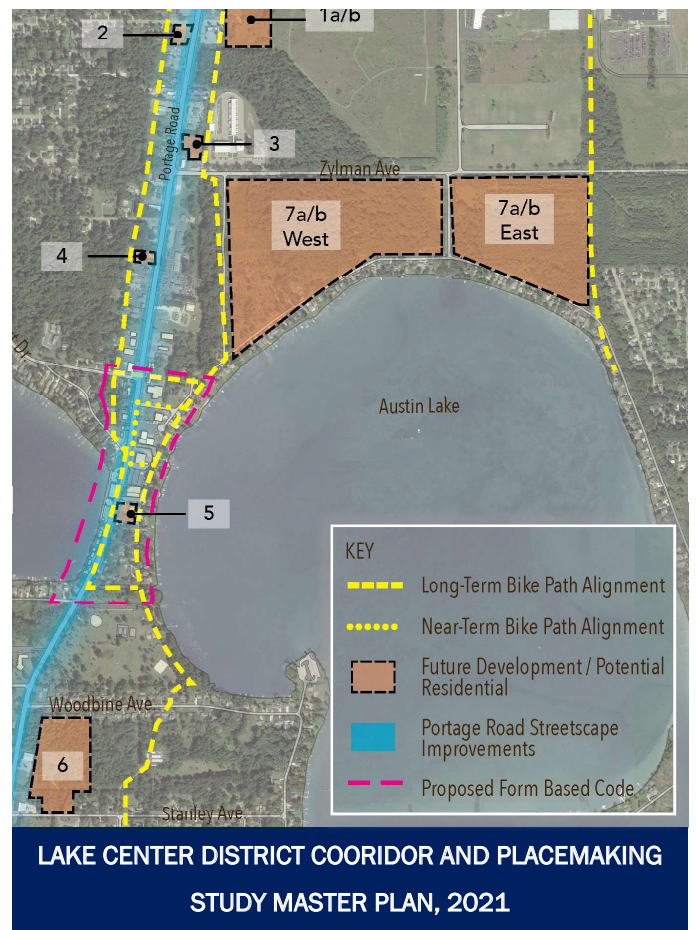 1a/b
2
Portage Road
3
Zylman Ave
7a/b
West
7a/b
East
4
Dr
Austin Lake
5
KEY
Long-Term Bike Path Alignment
Near-Term Bike Path Alignment
Future Development / Potential
Residential
Portage Road Streetscape
Improvements
Proposed Form Based Code
Woodbine Ave.
6
Stanley Ave
LAKE CENTER DISTRICT COORIDOR AND PLACEMAKING
STUDY MASTER PLAN, 2021